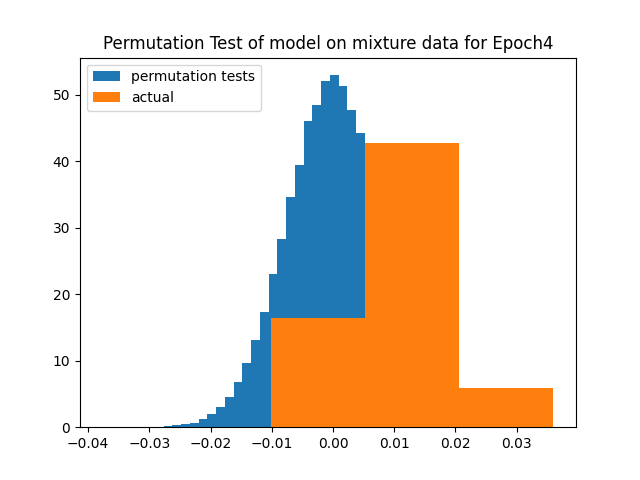 Permutation Test of model on mixture data for Epoch4
permutation tests
actual
50
40
30
20
10
0
−0.04 −0.03 −0.02 −0.01 0.00 0.01 0.02 0.03